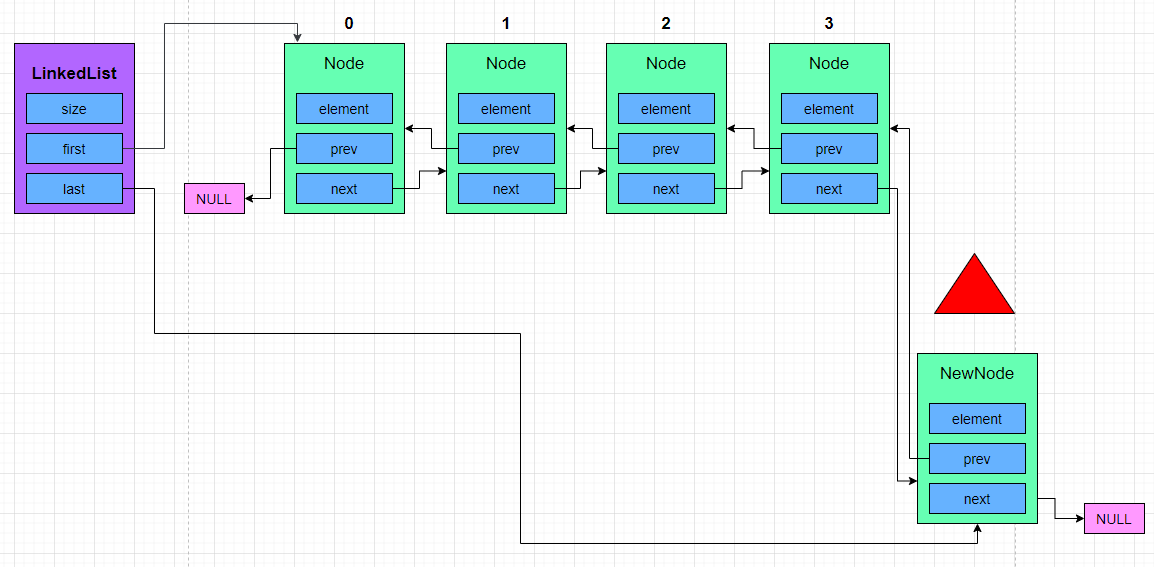 0 1 2 3
LinkedList
size
first
last
NULL
Node
element
prev
next
Node
element
prev
next
Node
element
prev
next
Node
element
prev
next
NewNode
element
prev
next
NULL